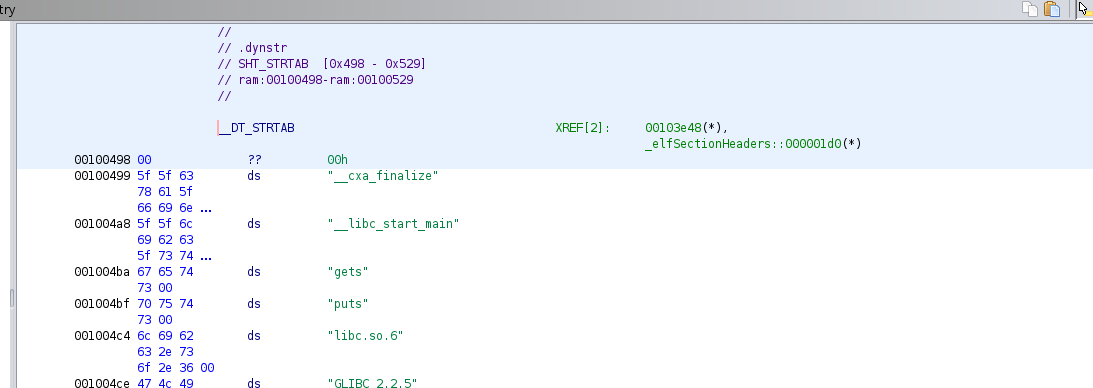 try
//
// .dynstr
// SHT_STRTAB  [0x498 - 0x529]
// ram:00100498-ram:00100529
//
__DT_STRTAB XREF[2]: 00103e48(*),
_elfSectionHeaders::000001d0(*)
00100498 00 ?? 00h
00100499 5f 5f 63 ds "__cxa_finalize"
78 61 5f
66 69 6e ...
001004a8 5f 5f 6c ds "__libc_start_main"
69 62 63
5f 73 74 ...
001004ba 67 65 74 ds "gets"
73 00
001004bf 70 75 74 ds "puts"
73 00
001004c4 6c 69 62 ds "libc.so.6"
63 2e 73
6f 2e 36 00
001004ce 47 4c 49 ds "GLIBC_2.2.5"